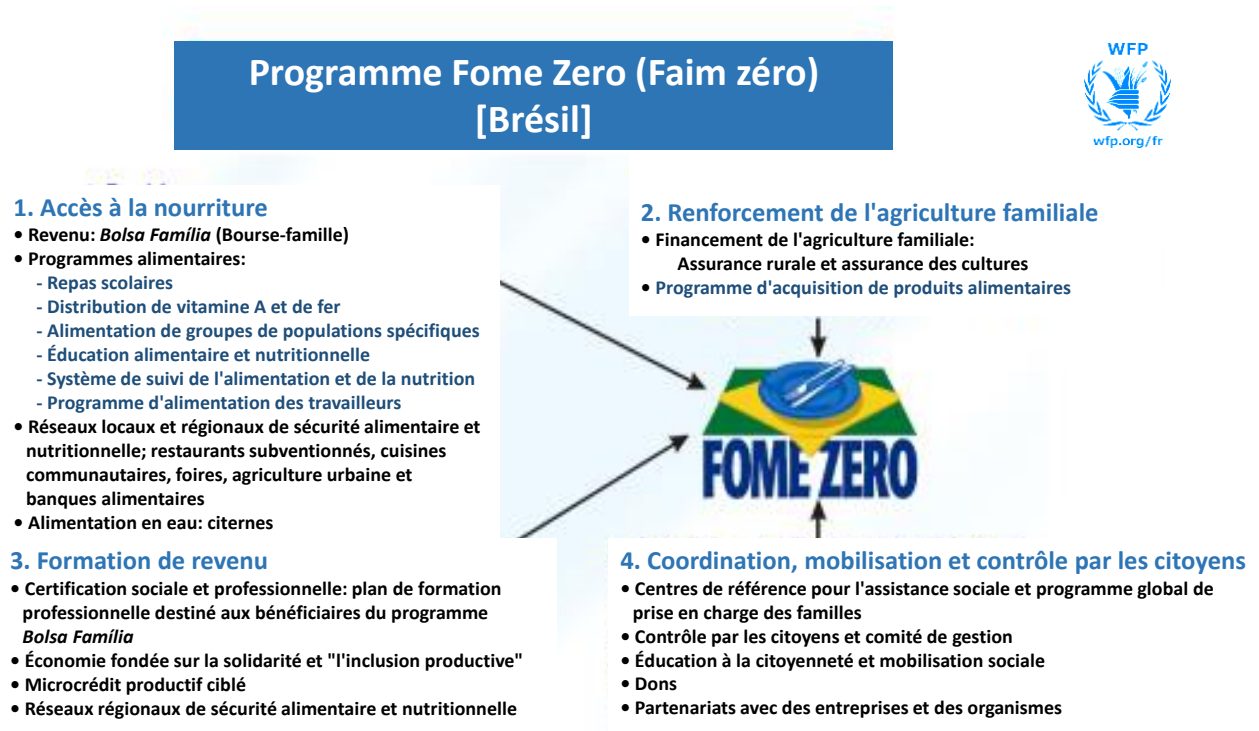 Programme Fome Zero (Faim zéro)
[Brésil]
WFP
wfp.org/fr
1. Accès à la nourriture
• Revenu: Bolsa Família (Bourse-famille)
• Programmes alimentaires:
- Repas scolaires
- Distribution de vitamine A et de fer
- Alimentation de groupes de populations spécifiques
- Éducation alimentaire et nutritionnelle
- Système de suivi de l'alimentation et de la nutrition
- Programme d'alimentation des travailleurs
• Réseaux locaux et régionaux de sécurité alimentaire et
nutritionnelle; restaurants subventionnés, cuisines
communautaires, foires, agriculture urbaine et
banques alimentaires
• Alimentation en eau: citernes
2. Renforcement de l'agriculture familiale
• Financement de l'agriculture familiale:
Assurance rurale et assurance des cultures
• Programme d'acquisition de produits alimentaires
FOME ZERO
3. Formation de revenu
• Certification sociale et professionnelle: plan de formation
professionnelle destiné aux bénéficiaires du programme
Bolsa Família
• Économie fondée sur la solidarité et "l'inclusion productive"
• Microcrédit productif ciblé
• Réseaux régionaux de sécurité alimentaire et nutritionnelle
4. Coordination, mobilisation et contrôle par les citoyens
• Centres de référence pour l'assistance sociale et programme global de
prise en charge des familles
• Contrôle par les citoyens et comité de gestion
• Éducation à la citoyenneté et mobilisation sociale
• Dons
• Partenariats avec des entreprises et des organismes